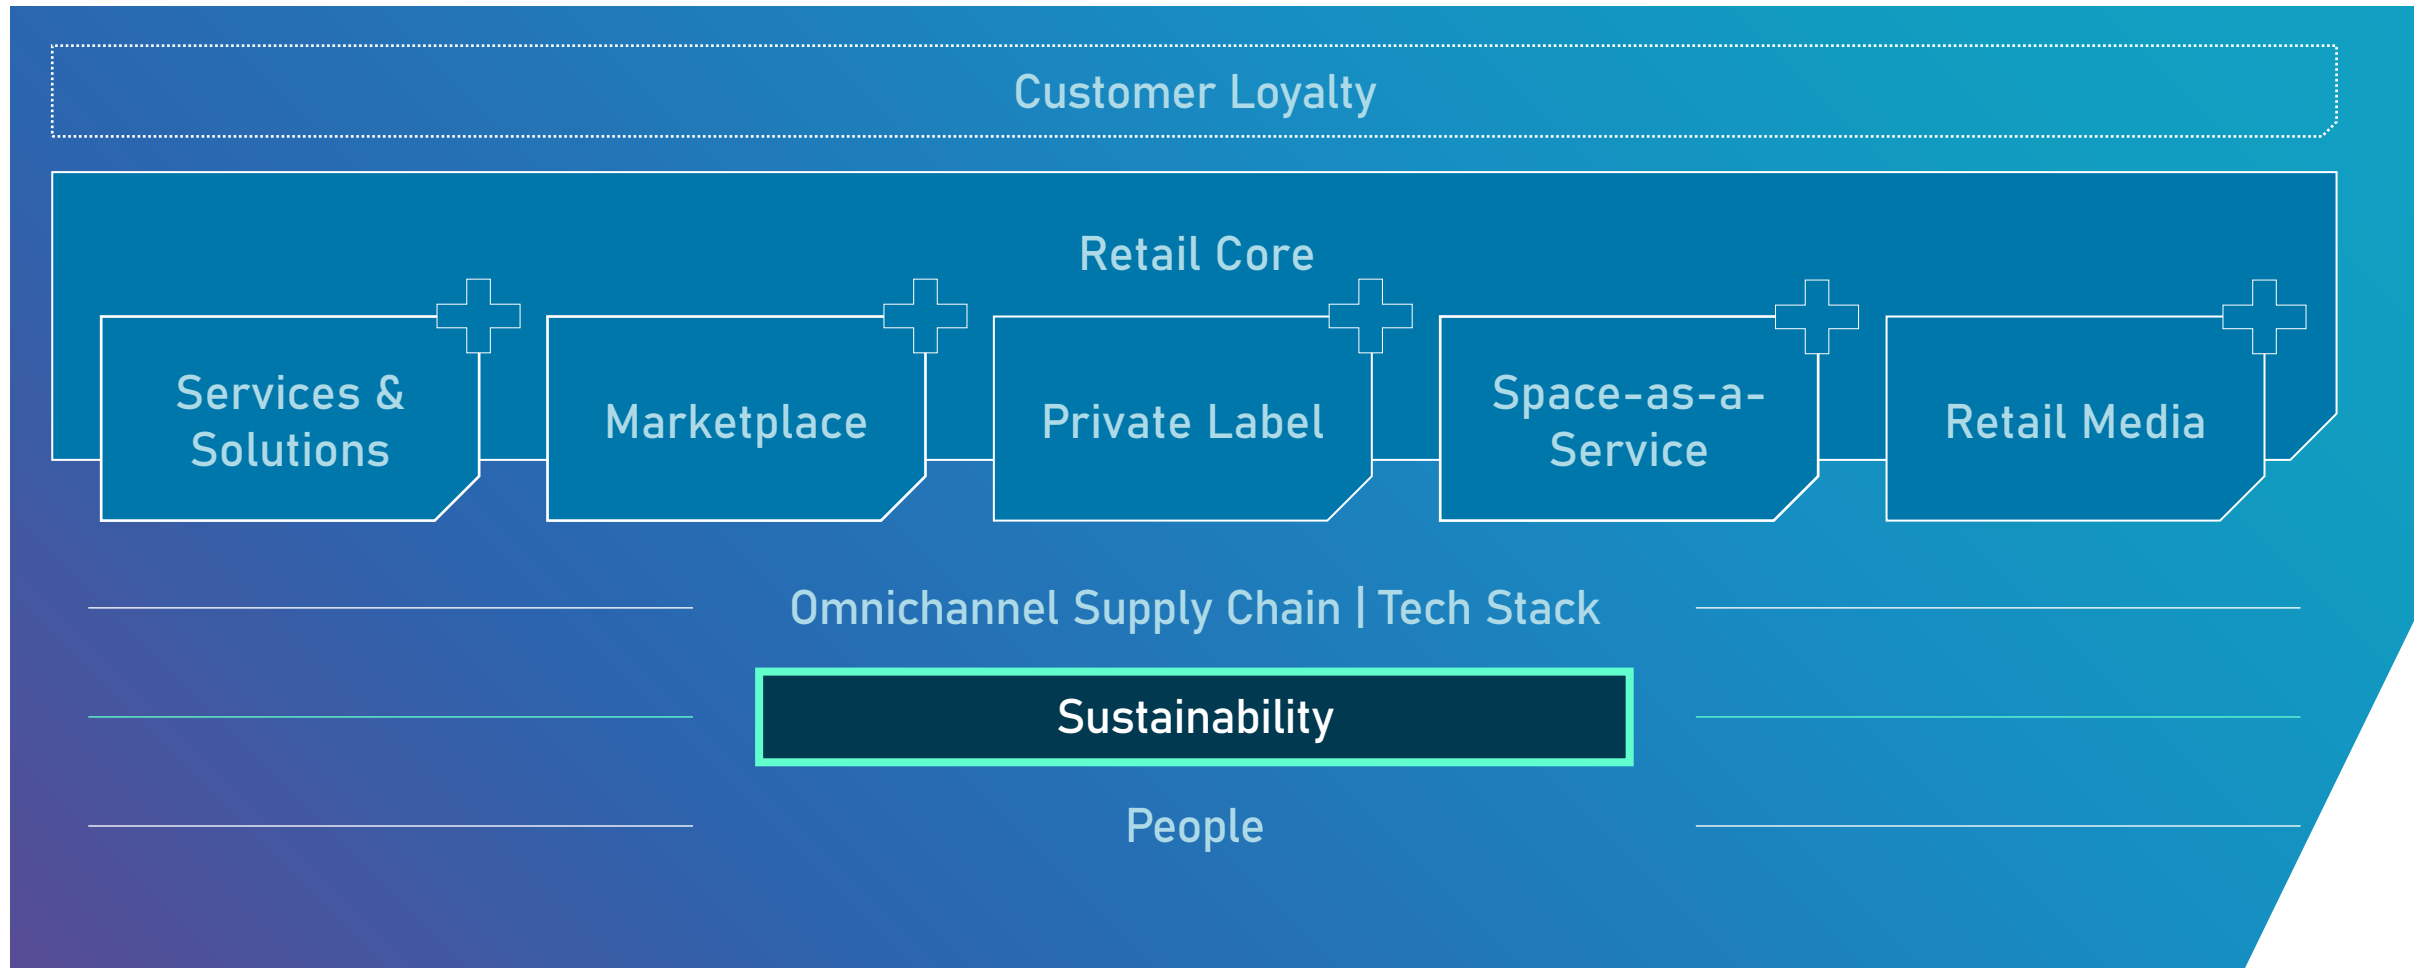 Customer Loyalty
Retail Core
Services &
Solutions
Marketplace
Private Label
Space-as-a-
Service
Retail Media
Omnichannel Supply Chain | Tech Stack
Sustainability
People